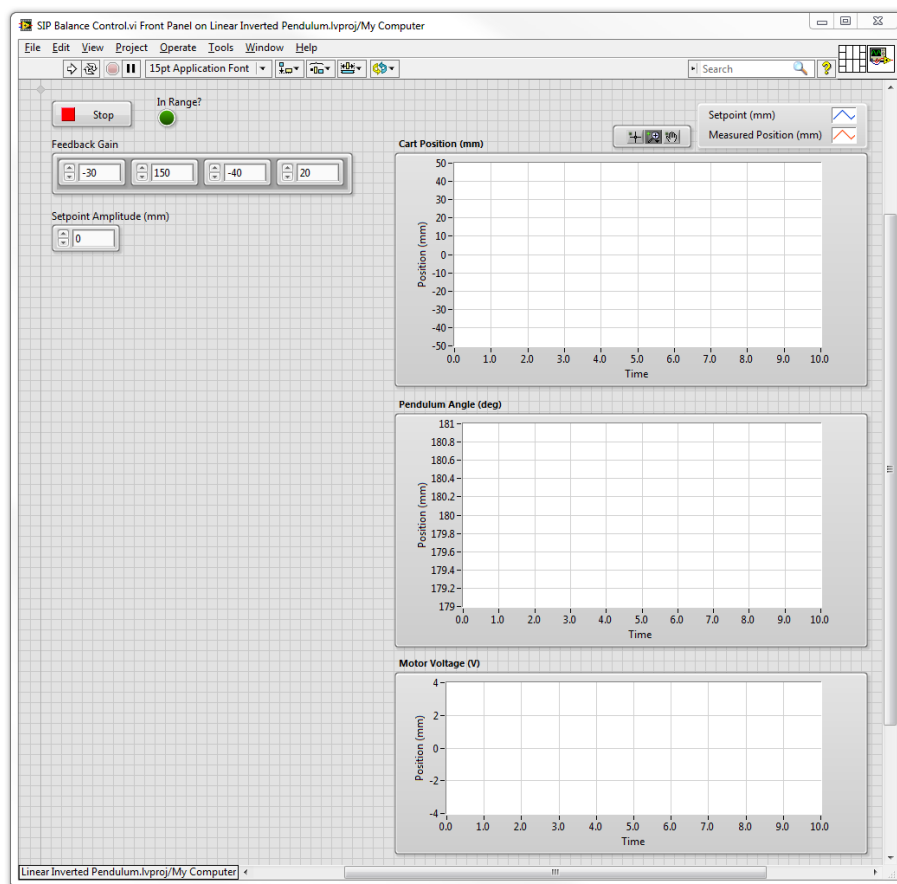 SIP Balance Control.vi Front Panel on Linear Inverted Pendulum.lvproj/My Computer
File Edit View Project Operate Tools Window Help
15pt Application Font
Search
?
Stop
In Range?
Feedback Gain
-30 150 -40 20
Setpoint Amplitude (mm)
0
Setpoint (mm)
Measured Position (mm)
Cart Position (mm)
Position (mm)
50
40
30
20
10
0
-10
-20
-30
-40
-50
0.0 1.0 2.0 3.0 4.0 5.0 6.0 7.0 8.0 9.0 10.0
Time
Pendulum Angle (deg)
Position (mm)
181
180.8
180.6
180.4
180.2
180
179.8
179.6
179.4
179.2
179
0.0 1.0 2.0 3.0 4.0 5.0 6.0 7.0 8.0 9.0 10.0
Time
Motor Voltage (V)
Position (mm)
4
2
0
-2
-4
0.0 1.0 2.0 3.0 4.0 5.0 6.0 7.0 8.0 9.0 10.0
Time
Linear Inverted Pendulum.lvproj/My Computer